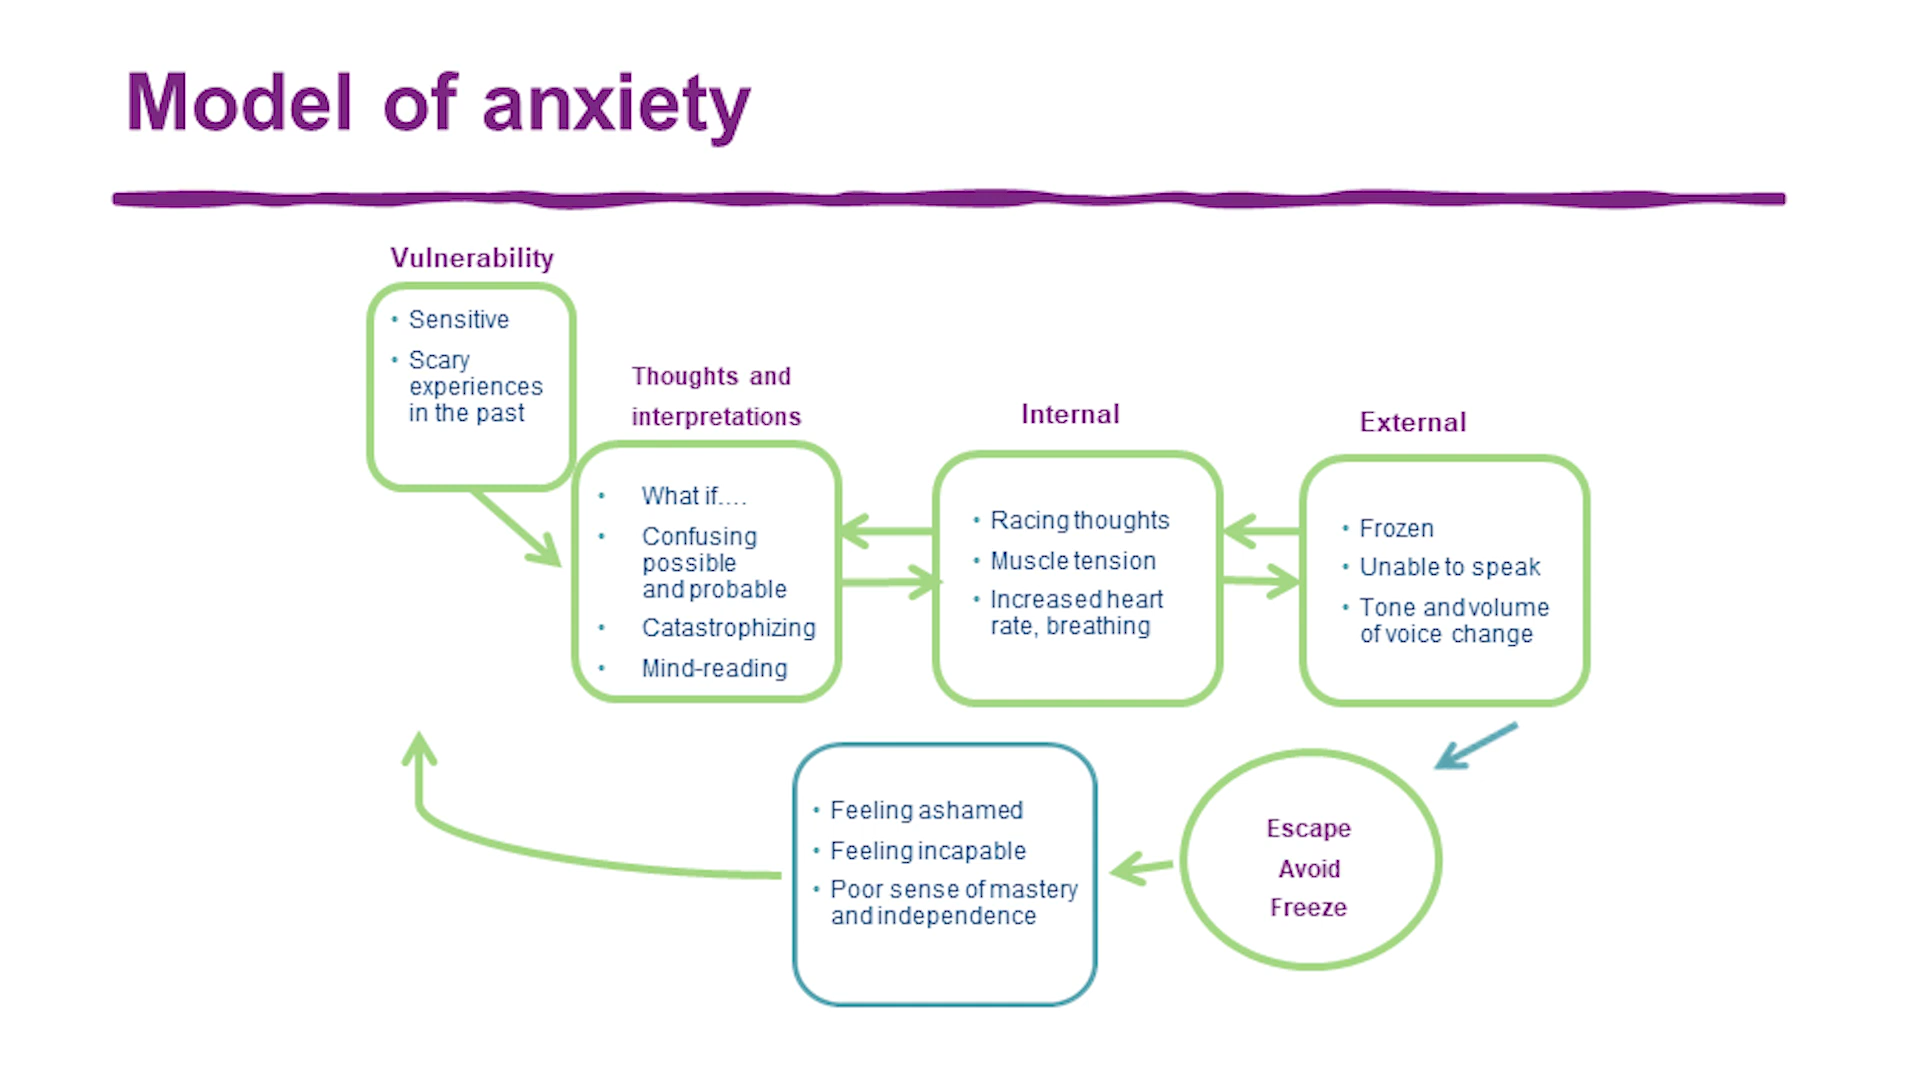 Model of anxiety
Vulnerability
• Sensitive
• Scary
experiences
in the past
Thoughts and
interpretations
• What if....
• Confusing
possible
and probable
• Catastrophizing
• Mind-reading
Internal
• Racing thoughts
• Muscle tension
• Increased heart
rate, breathing
External
• Frozen
• Unable to speak
• Tone and volume
of voice change
Escape
Avoid
Freeze
• Feeling ashamed
• Feeling incapable
• Poor sense of mastery
and independence